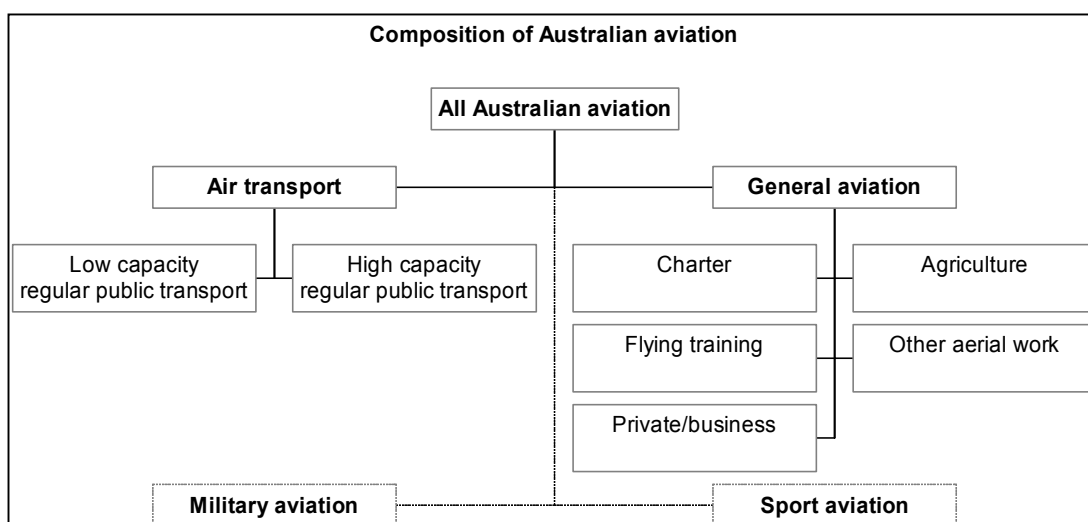 Composition of Australian aviation
All Australian aviation
Air transport
General aviation
Low capacity
regular public transport
High capacity
regular public transport
Charter
Agriculture
Flying training
Other aerial work
Private/business
Military aviation
Sport aviation